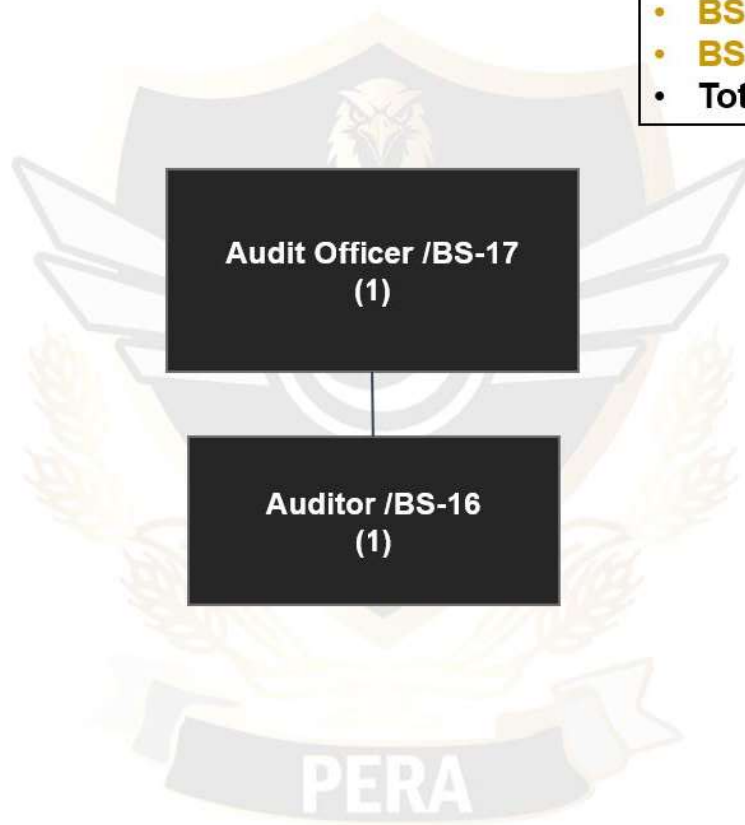 • BS
• BS
• Tot
Audit Officer /BS-17
(1)
Auditor /BS-16
(1)
PERA